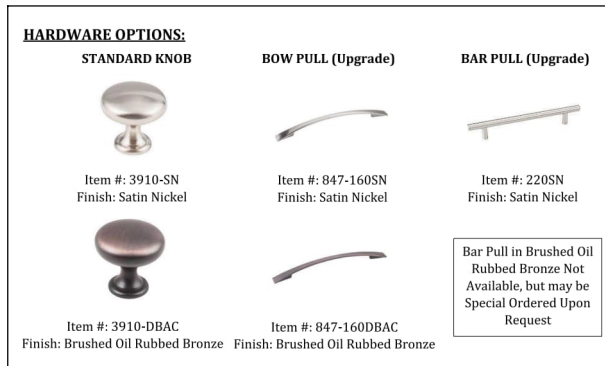 HARDWARE OPTIONS:
STANDARD KNOB
BOW PULL (Upgrade)
BAR PULL (Upgrade)
Item #: 3910-SN
Finish: Satin Nickel
Item #: 847-160SN
Finish: Satin Nickel
Item #: 220SN
Finish: Satin Nickel
Item #: 3910-DBAC
Finish: Brushed Oil Rubbed Bronze
Item #: 847-160DBAC
Finish: Brushed Oil Rubbed Bronze
Bar Pull in Brushed Oil
Rubbed Bronze Not
Available, but may be
Special Ordered Upon
Request